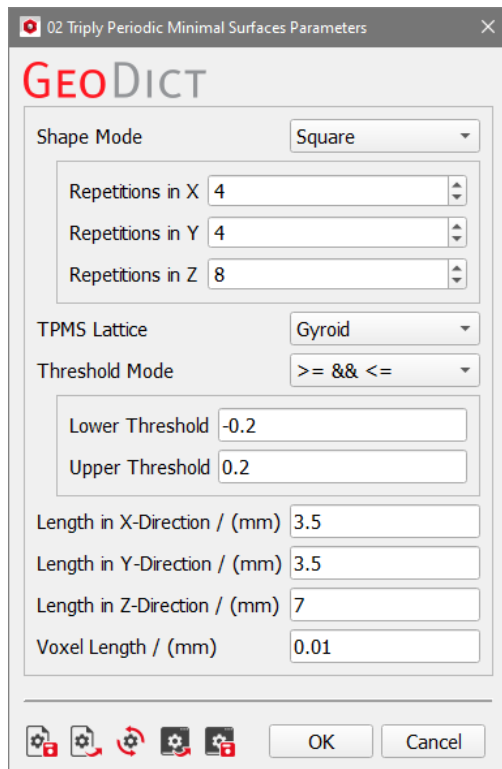 02 Triply Periodic Minimal Surfaces Parameters
GEODICT
Shape Mode Square
Repetitions in X 4
Repetitions in Y 4
Repetitions in Z 8
TPMS Lattice Gyroid
Threshold Mode >= && <=
Lower Threshold -0.2
Upper Threshold 0.2
Length in X-Direction / (mm) 3.5
Length in Y-Direction / (mm) 3.5
Length in Z-Direction / (mm) 7
Voxel Length / (mm) 0.01
OK Cancel